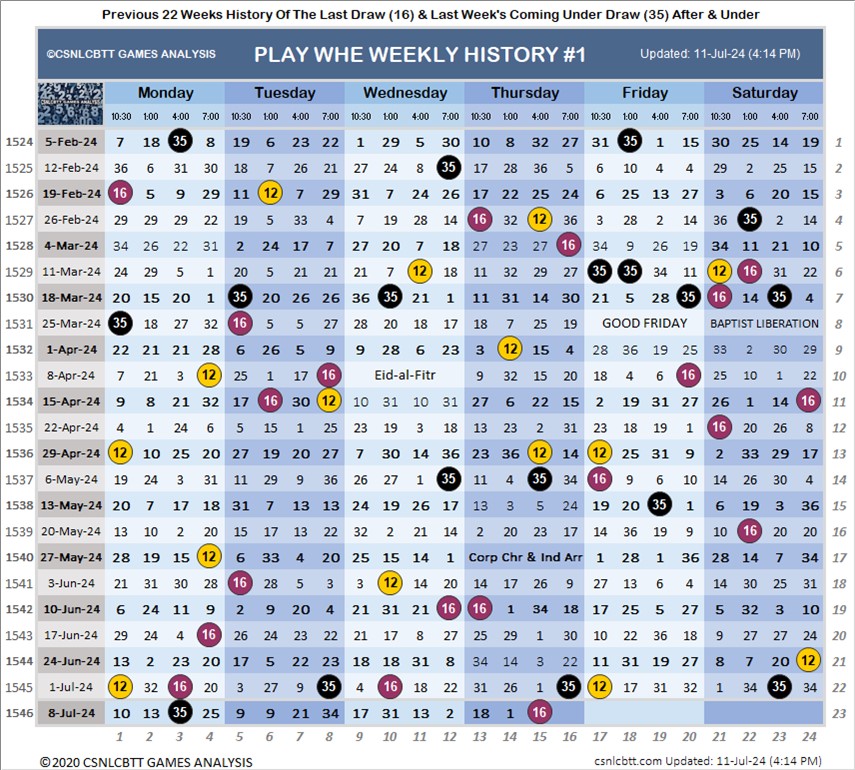 Previous 22 Weeks History Of The Last Draw (16) & Last Week's Coming Under Draw (35) After & Under
©CSNLCBTT GAMES ANALYSIS PLAY WHE WEEKLY HISTORY #1 Updated: 11-Jul-24 (4:14 PM)
Monday Tuesday Wednesday Thursday Friday Saturday
10:30 1:00 4:00 7:00 10:30 1:00 4:00 7:00 10:30 1:00 4:00 7:00 10:30 1:00 4:00 7:00 10:30 1:00 4:00 7:00 10:30 1:00 4:00 7:00
1524 5-Feb-24 7 18 35 8 19 6 23 22 1 29 5 30 10 8 32 27 31 35 1 15 30 25 14 19 1
12-Feb-24 36 6 31 30 18 7 26 21 27 24 8 35 17 28 36 5 6 10 4 4 29 2 25 15 2
1526 19-Feb-24 16 5 9 29 11 12 7 29 31 7 24 26 17 22 25 24 6 25 13 27 3 6 20 15 3
1527 26-Feb-24 29 29 29 22 19 5 33 4 7 19 28 14 16 32 12 36 3 28 2 14 36 35 2 14 4
1528 4-Mar-24 34 26 22 31 2 24 17 7 27 20 7 18 27 23 27 16 34 9 26 19 34 11 21 10 5
1529 11-Mar-24 24 29 5 1 20 5 21 21 21 7 12 18 11 32 29 27 35 35 34 11 12 16 31 22 6
1530 18-Mar-24 20 15 20 1 35 20 26 26 36 35 21 1 11 31 14 30 21 5 28 35 16 14 35 4 7
1531 25-Mar-24 35 18 27 32 16 5 7 10 28 20 18 17 18 7 25 19 GOOD FRIDAY BAPTIST LIBERATION 8
1532 1-Apr-24 22 21 21 28 6 26 5 9 9 28 6 23 3 12 15 4 28 36 19 25 33 2 30 29 9
1533 8-Apr-24 7 21 3 12 25 1 17 16 Eid-al-Fitr 9 32 15 20 18 4 6 16 25 10 1 22 10
1534 15-Apr-24 9 8 21 32 17 16 30 12 10 31 10 31 27 6 22 15 2 19 31 27 26 1 14 16 11
1535 22-Apr-24 4 1 24 6 5 15 1 25 23 19 3 18 13 23 2 31 23 18 19 1 16 20 26 8 12
1536 29-Apr-24 12 10 25 20 27 19 20 27 7 30 14 36 23 36 12 14 12 25 31 9 2 33 29 17 13
1537 6-May-24 19 24 3 31 11 29 9 36 26 27 1 35 11 4 35 34 16 9 6 10 14 26 30 4 14
1538 13-May-24 20 7 17 18 31 7 13 13 24 19 26 17 13 3 5 24 19 20 35 1 6 19 3 36 15
1539 20-May-24 13 10 2 20 15 17 13 22 32 2 21 14 2 20 23 17 14 36 19 9 10 16 20 20 16
1540 27-May-24 28 19 15 12 6 33 4 20 25 15 14 1 Corp Chr & Ind Arr 1 28 1 36 28 14 7 34 17
1541 3-Jun-24 21 31 30 28 16 28 5 3 3 12 14 20 14 17 26 9 27 13 6 4 14 30 25 31 18
1542 10-Jun-24 6 24 11 9 2 9 20 4 21 31 21 16 16 1 34 18 17 25 5 27 5 32 3 10 19
1543 17-Jun-24 29 24 4 16 26 24 23 22 21 17 8 27 25 29 1 30 10 22 36 18 9 27 27 24 20
1544 24-Jun-24 13 2 23 20 17 5 22 23 18 18 31 8 34 14 3 22 11 31 19 27 8 7 20 12 21
1545 1-Jul-24 12 32 16 20 3 27 9 35 4 16 18 22 31 26 1 35 12 17 31 32 1 34 35 22 22
1546 8-Jul-24 10 13 35 25 9 9 21 34 17 31 13 2 18 1 16 23
1 2 3 4 5 6 7 8 9 10 11 12 13 14 15 16 17 18 19 20 21 22 23 24
©2020 CSNLCBTT GAMES ANALYSIS csnlcbtt.com Updated: 11-Jul-24 (4:14 PM)